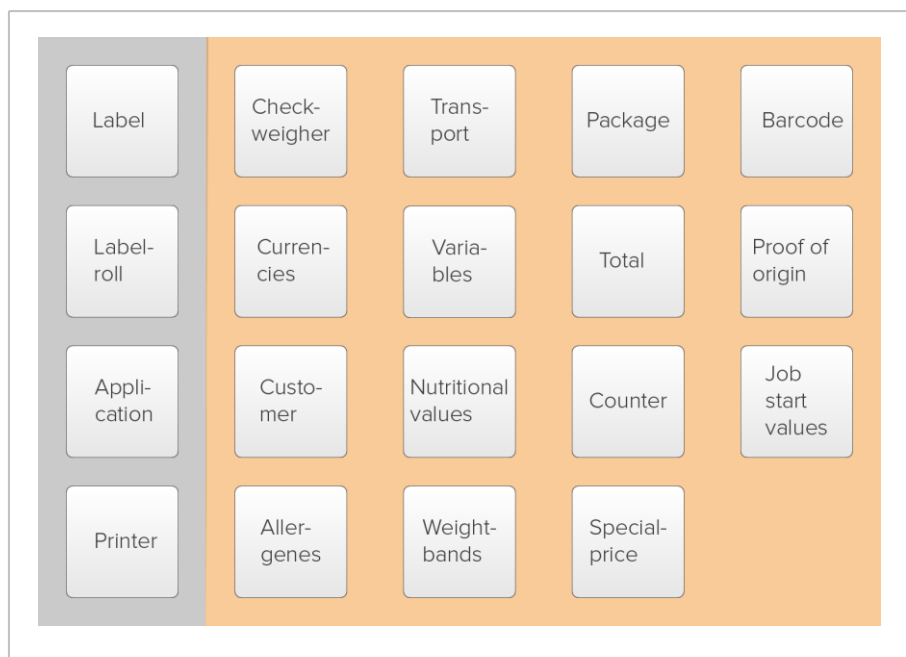 Label
Check-
weigher
Trans-
port
Package
Barcode
Label-
roll
Curren-
cies
Varia-
bles
Total
Proof of
origin
Appli-
cation
Custo-
mer
Nutritional
values
Counter
Job
start
values
Printer
Aller-
genes
Weight-
bands
Special-
price